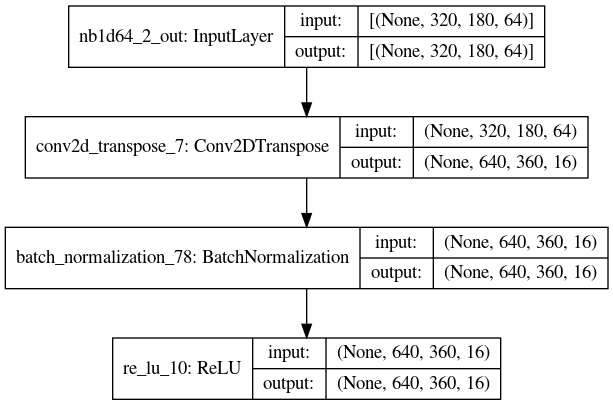 nb1d64_2_out: InputLayer
input: [(None, 320, 180, 64)]
output: [(None, 320, 180, 64)]
conv2d_transpose_7: Conv2DTranspose
input: (None, 320, 180, 64)
output: (None, 640, 360, 16)
batch_normalization_78: BatchNormalization
input: (None, 640, 360, 16)
output: (None, 640, 360, 16)
re_lu_10: ReLU
input: (None, 640, 360, 16)
output: (None, 640, 360, 16)